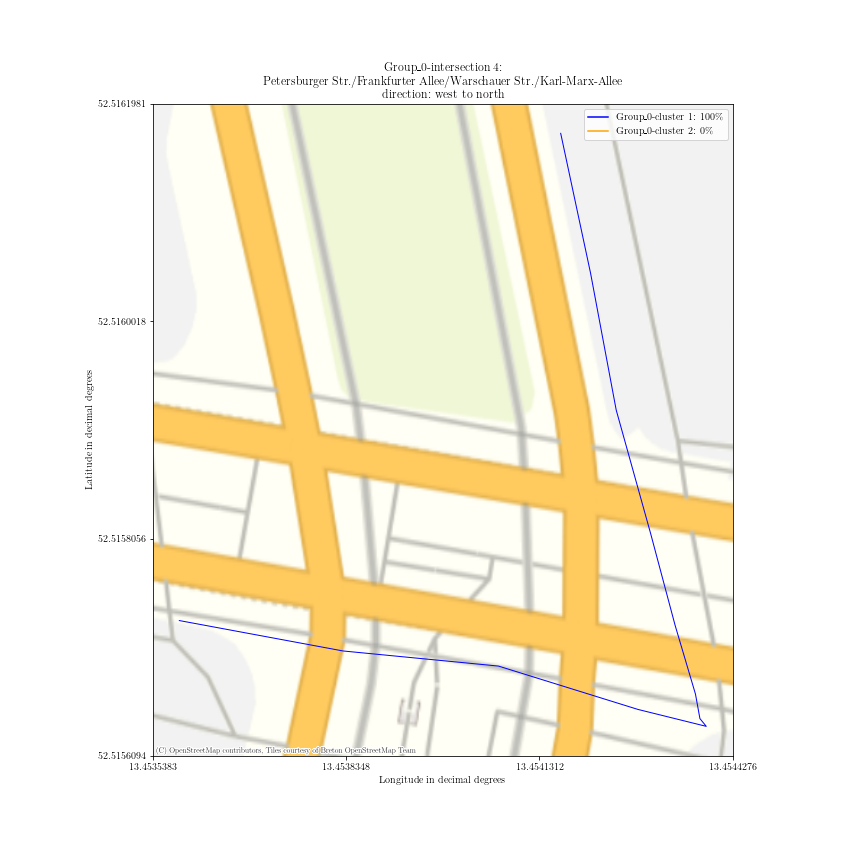 Group_0-intersection 4:
Petersburger Str./Frankfurter Allee/Warschauer Str./Karl-Marx-Allee
direction: west to north
Group_0-cluster 1: 100%
Group_0-cluster 2: 0%
52.5161981
52.5160018
52.5158056
52.5156094
Latitude in decimal degrees
H
(C) OpenStreetMap contributors, Tiles courtesy of Breton OpenStreetMap Team
13.4535383
13.4538348
13.4541312
13.4544276
Longitude in decimal degrees